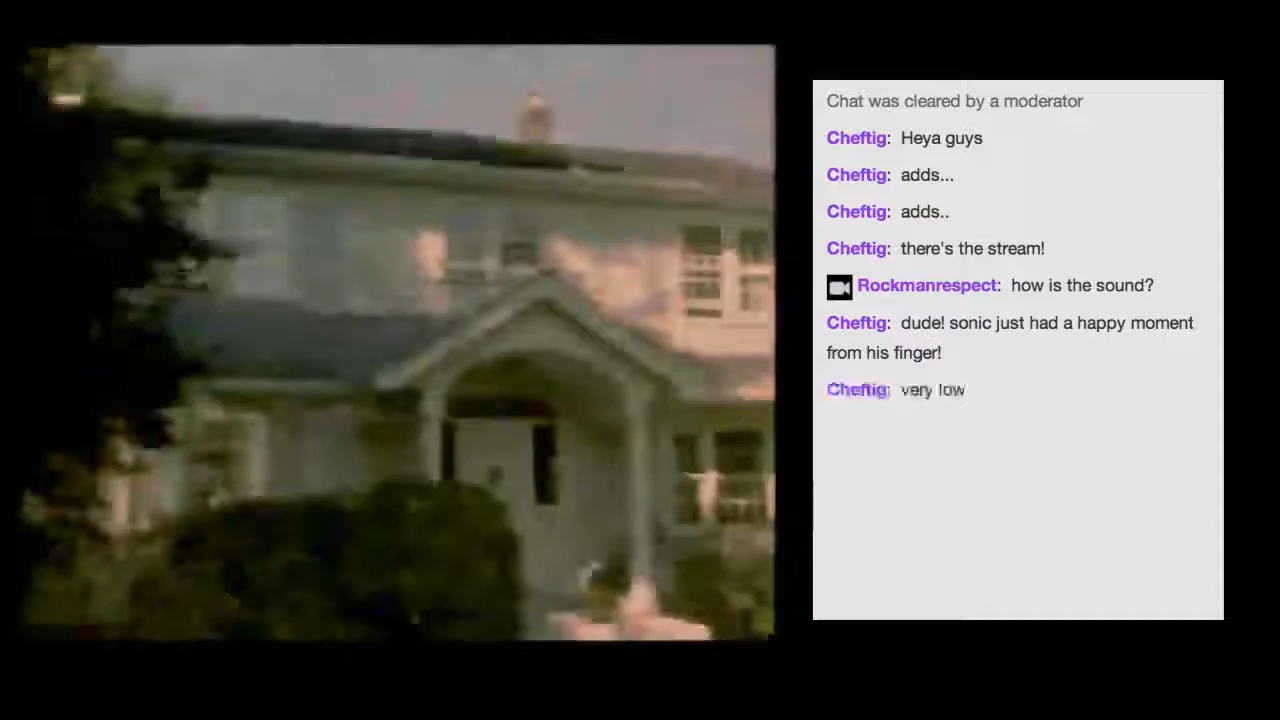 Chat was cleared by a moderator
Cheftig: Heya guys
Cheftig: adds...
Cheftig: adds..
Cheftig: there's the stream!
Rockmanrespect: how is the sound?
Cheftig: dude! sonic just had a happy moment
from his finger!
Cheftig: very low